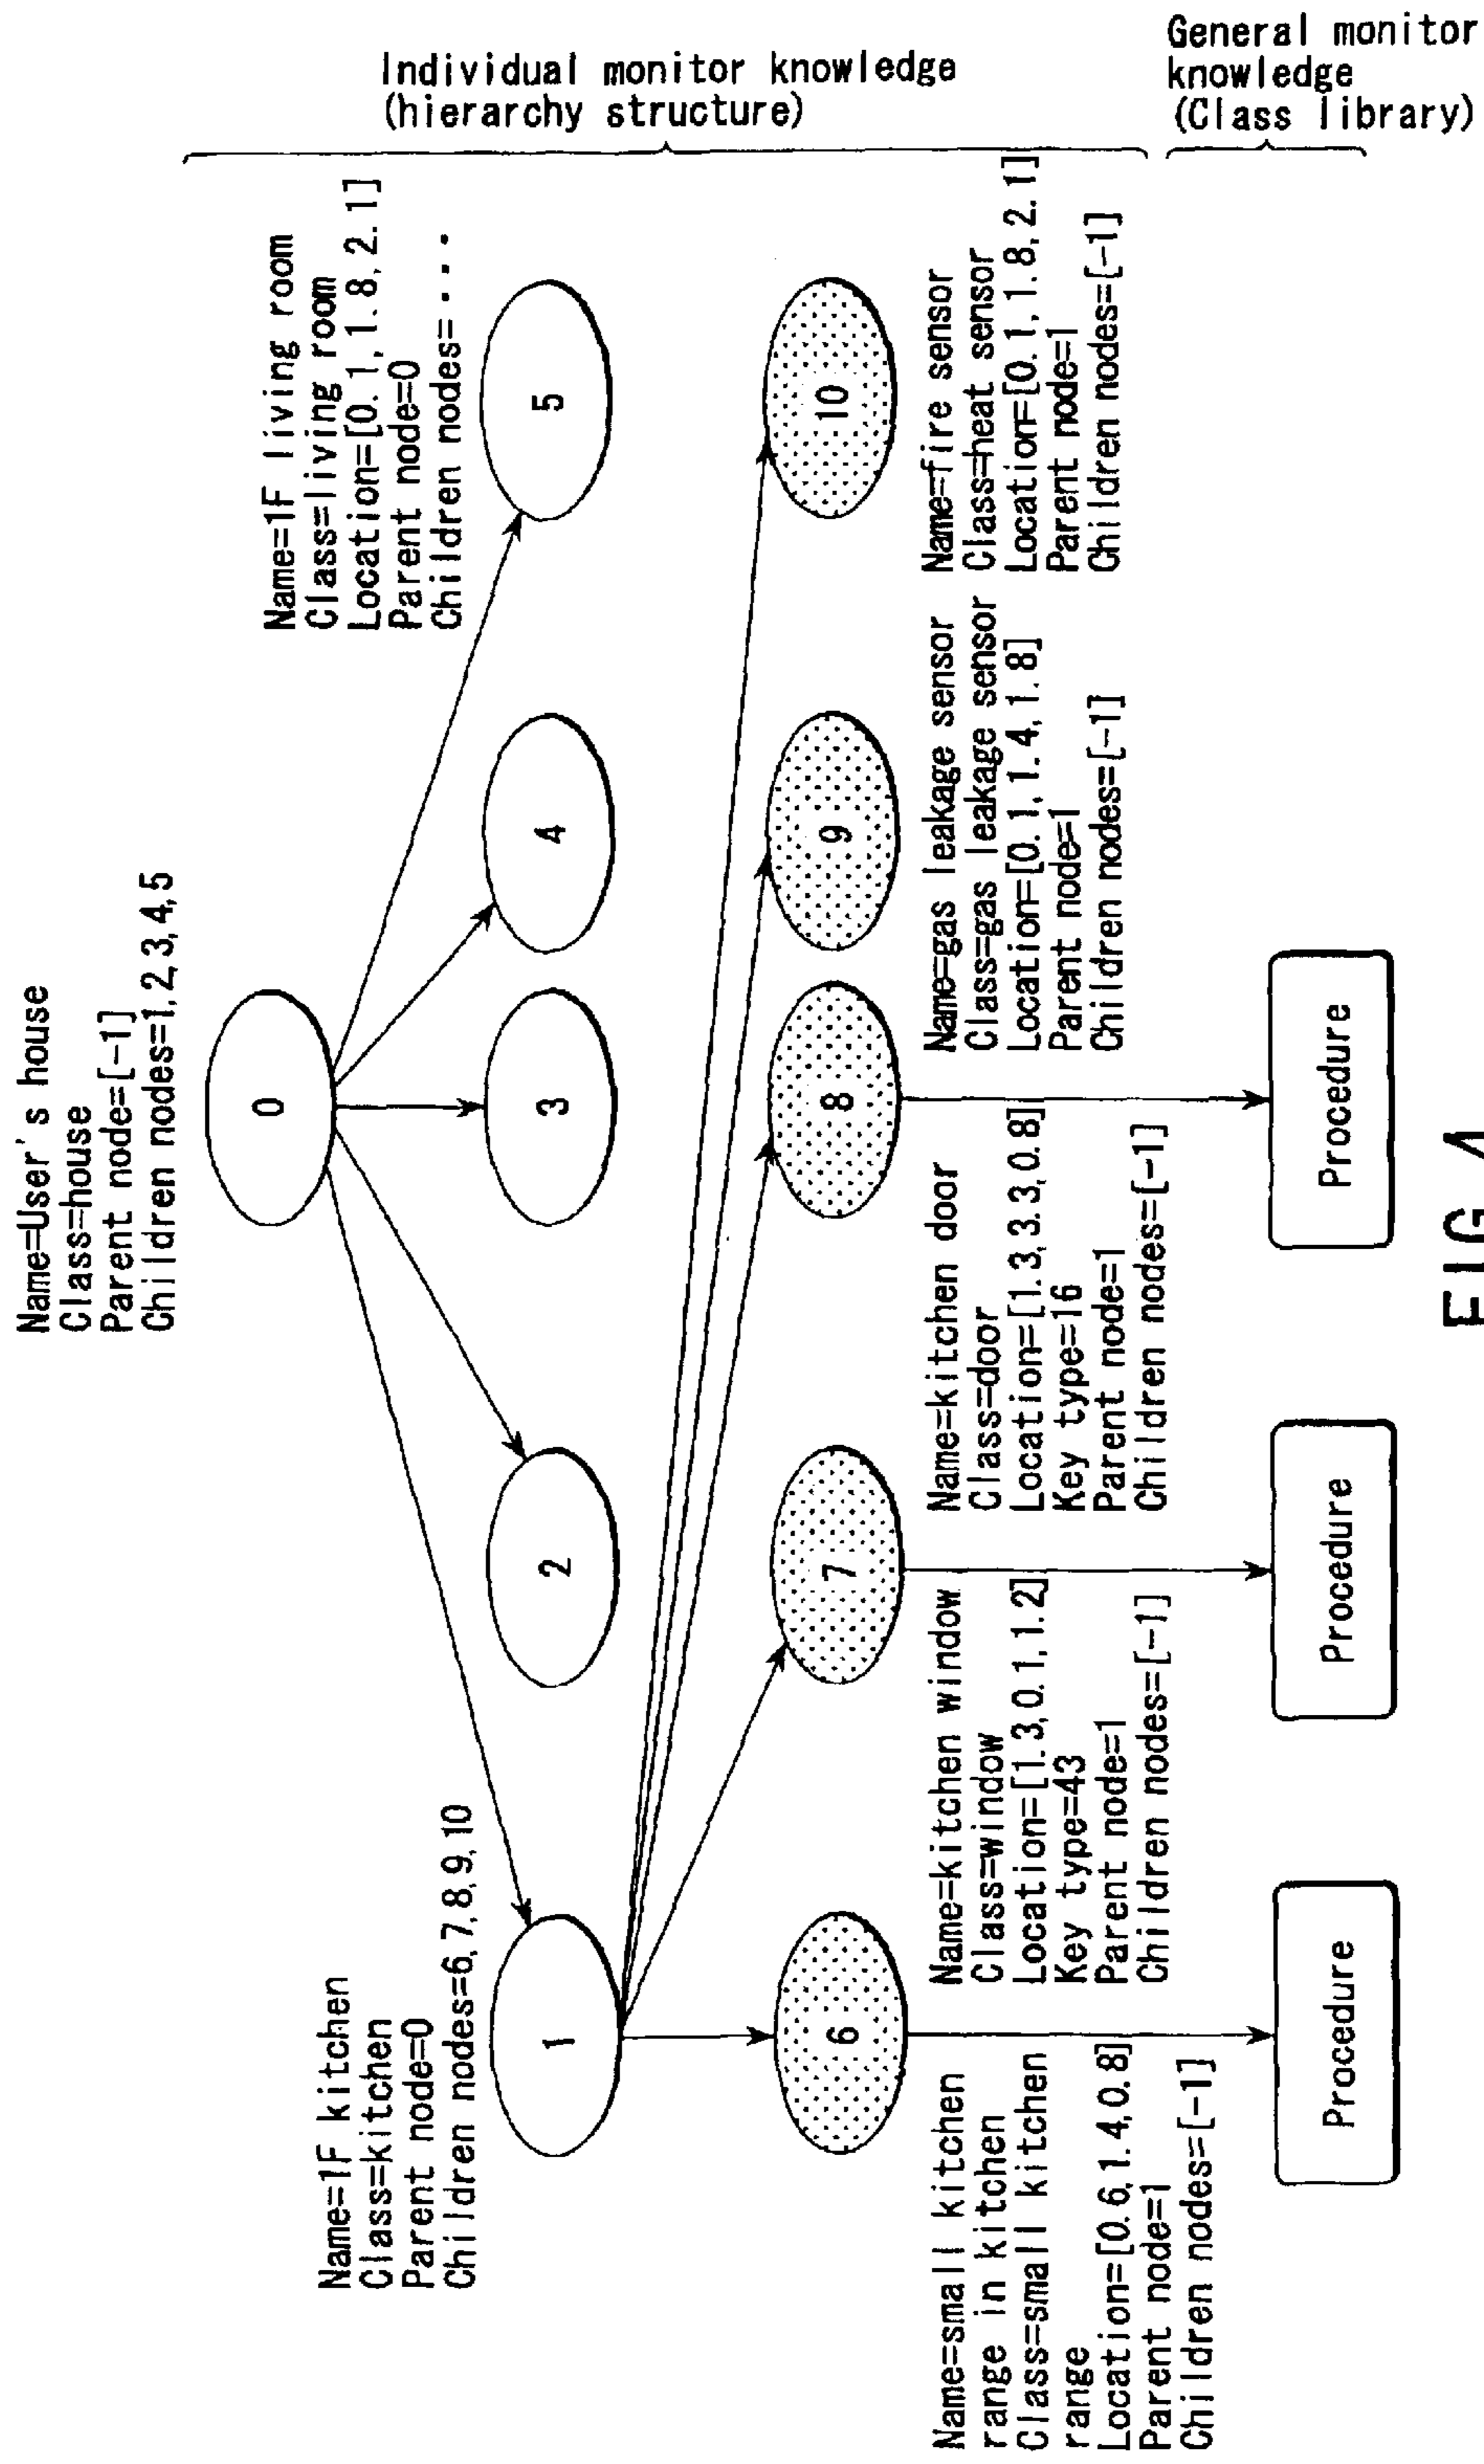 Name=User's house
Class=house
Parent node=[-1]
Children nodes=1,2,3,4,5
0
Name=1F kitchen
Class=kitchen
Parent node=0
Children nodes=6,7,8,9,10
Name=1F living room
Class=living room
Location=[0.1,1.8,2.1]
Parent node=0
Children nodes=....
1
2
3
4
5
Individual monitor knowledge
(hierarchy structure)
6
7
8
9
10
Name=small kitchen
range in kitchen
Class=small kitchen
range
Location=[0.6,1.4,0.8]
Parent node=1
Children nodes=[-1]
Name=kitchen window
Class=window
Location=[1.3,0.1,1.2]
Key type=43
Parent node=1
Children nodes=[-1]
Name=kitchen door
Class=door
Location=[1.3,3.3,0.8]
Key type=16
Parent node=1
Children nodes=[-1]
Name=gas leakage sensor
Class=gas leakage sensor
Location=[0.1,1.4,1.8]
Parent node=1
Children nodes=[-1]
Name=fire sensor
Class=heat sensor
Location=[0.1,1.8,2.1]
Parent node=1
Children nodes=[-1]
Procedure
Procedure
Procedure
General monitor
knowledge
(Class library)
FIG. 4